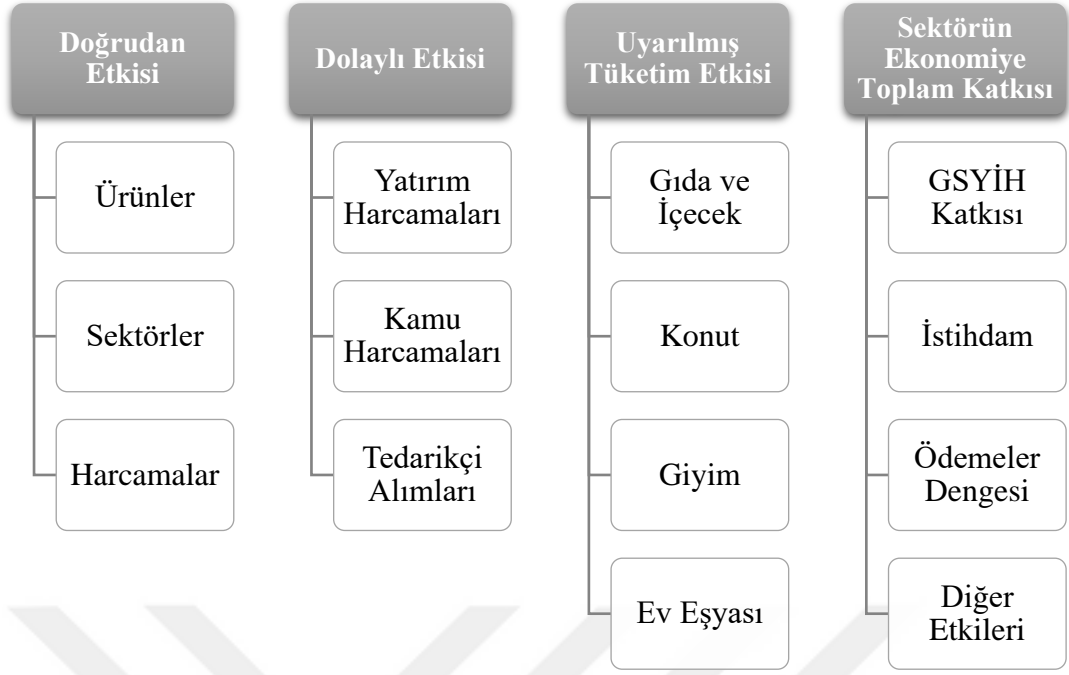 Doğrudan
Etkisi
Ürünler
Sektörler
Harcamalar
Dolaylı Etkisi
Yatırım
Harcamaları
Kamu
Harcamaları
Tedarikçi
Alımları
Uyarılmış
Tüketim Etkisi
Gıda ve
İçecek
Konut
Giyim
Ev Eşyası
Sektörün
Ekonomiye
Toplam Katkısı
GSYİH
Katkısı
İstihdam
Ödemeler
Dengesi
Diğer
Etkileri